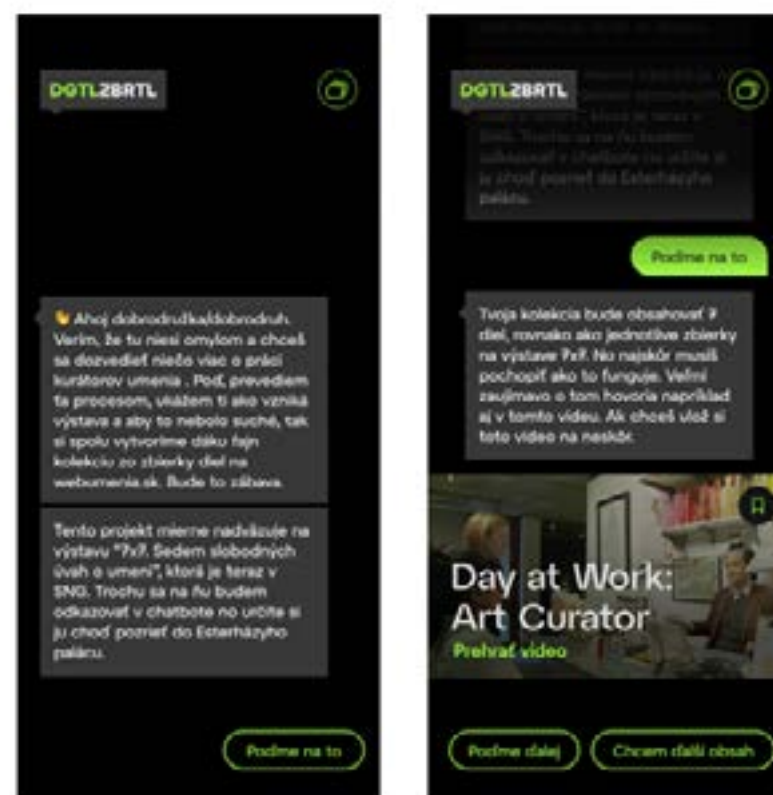 DGTLZBRTL
👋 Ahoj dobrodružka/dobrodruh.
Verím, že tu niesi omylom a chceš
sa dozvedieť niečo viac o práci
kurátorov umenia . Poď, prevediem
ťa procesom, ukážem ti ako vzniká
výstava a aby to nebolo suché, tak
si spolu vytvoríme dáku fajn
kolekciu zo zbierky diel na
webumenia.sk. Bude to zábava.
Tento projekt mierne nadväzuje na
výstavu "7x7. Sedem slobodných
úvah o umení", ktorá je teraz v
SNG. Trochu sa na ňu budem
odkazovať v chatbote no určite si
ju choď pozrieť do Esterházyho
palácu.
Poďme na to
DGTLZBRTL
SNG. Trochu sa na ňu budem
odkazovať v chatbote no určite si
ju choď pozrieť do Esterházyho
palácu.
Poďme na to
Tvoja kolekcia bude obsahovať 7
diel, rovnako ako jednotlivé zbierky
na výstave 7x7. No najskôr musíš
pochopiť ako to funguje. Veľmi
zaujímavo o tom hovoria napríklad
aj v tomto videu. Ak chceš ulož si
toto video na neskôr.
Day at Work:
Art Curator
Prehrať video
Poďme ďalej
Chcem ďalší obsah